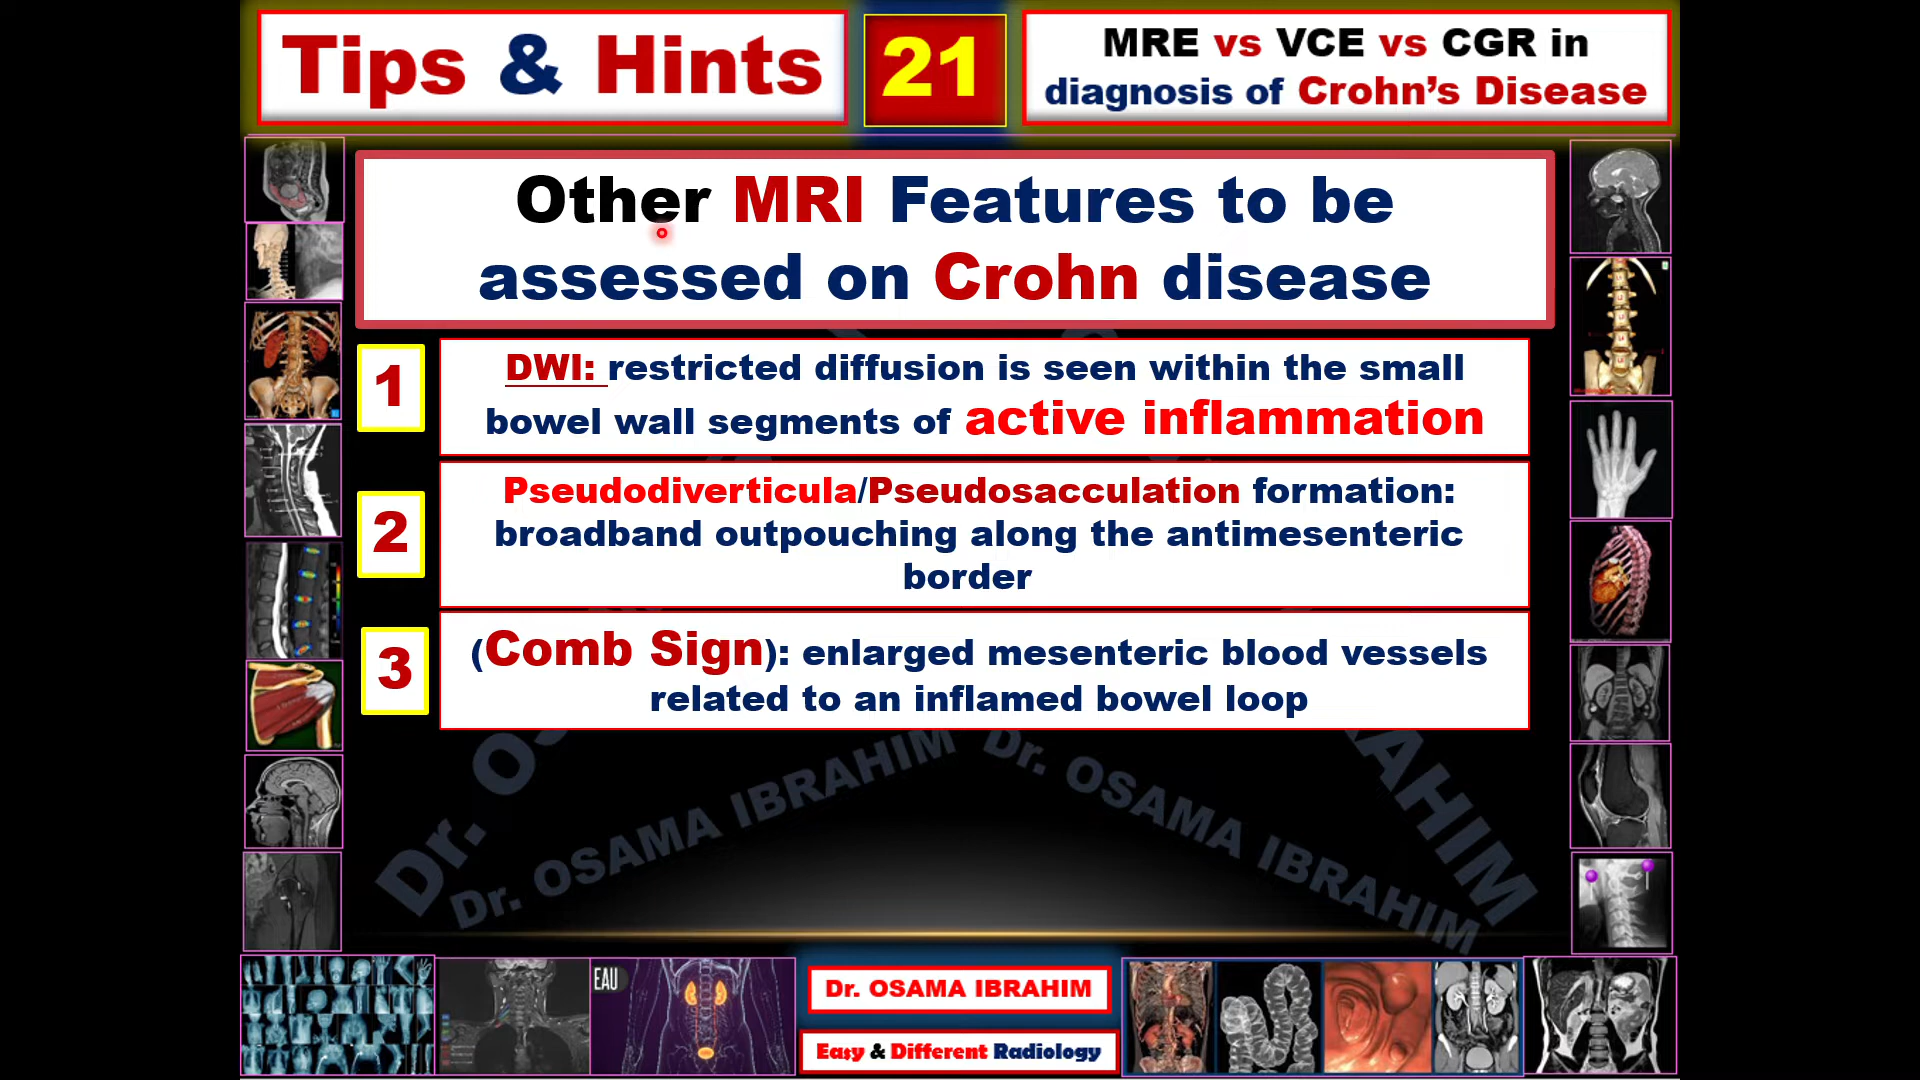 Tips & Hints
21
MRE vs VCE vs CGR in
diagnosis of Crohn’s Disease
Other MRI Features to be
assessed on Crohn disease
1
DWI: restricted diffusion is seen within the small
bowel wall segments of active inflammation
2
Pseudodiverticula/Pseudosacculation formation:
broadband outpouching along the antimesenteric
border
3
(Comb Sign): enlarged mesenteric blood vessels
related to an inflamed bowel loop
Dr. OSAMA IBRAHIM
Dr. OSAMA IBRAHIM
EAU
Dr. OSAMA IBRAHIM
Easy & Different Radiology